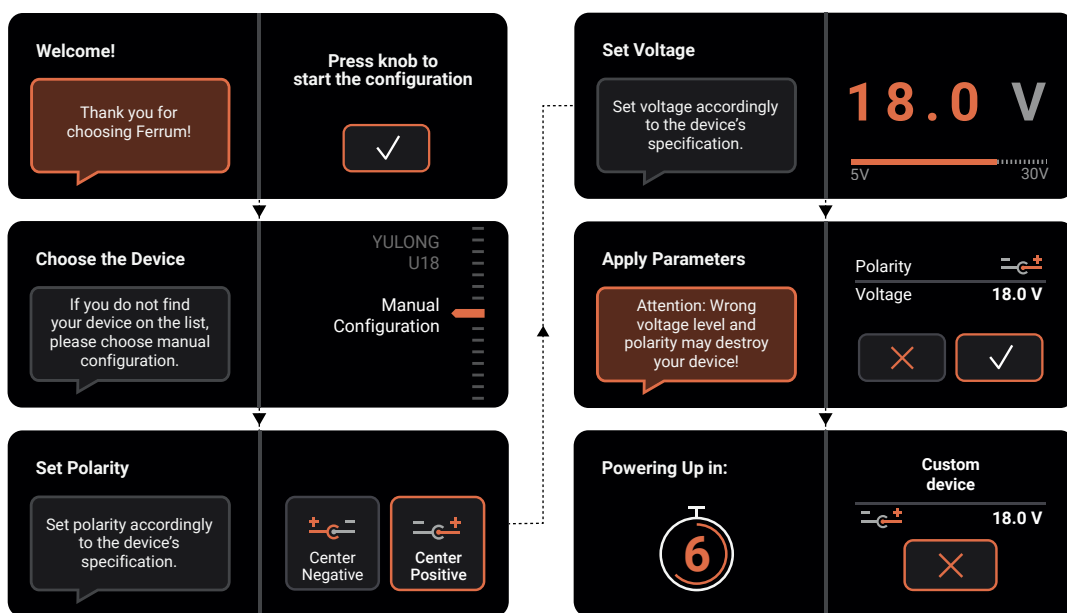 Welcome!
Thank you for
choosing Ferrum!
Press knob to
start the configuration
Choose the Device
If you do not find
your device on the list,
please choose manual
configuration.
YULONG
U18
Manual
Configuration
Set Polarity
Set polarity accordingly
to the device's
specification.
+ -
Center
Negative
- +
Center
Positive
Set Voltage
Set voltage accordingly
to the device's
specification.
18.0 V
5V
30V
Apply Parameters
Attention: Wrong
voltage level and
polarity may destroy
your device!
Polarity
- +
Voltage
18.0 V
Powering Up in:
6
Custom
device
- +
18.0 V